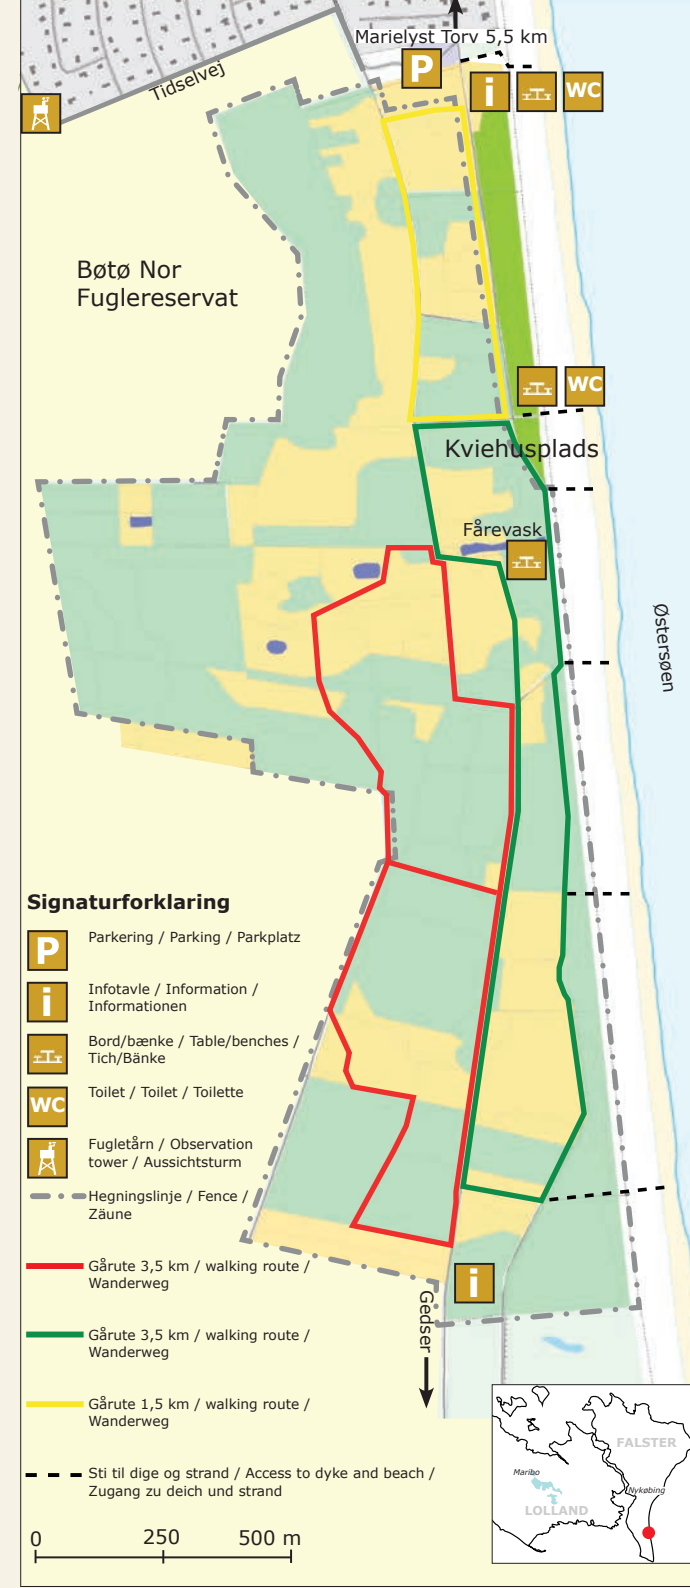 Marielyst Torv 5,5 km
Tidselvej
P
i
WC
Bøtø Nor
Fuglereservat
WC
Kviehusplads
Fårevask
Østersøen
Signaturforklaring
P
Parkering / Parking / Parkplatz
i
Infotavle / Information /
Informationen
Bord/bænke / Table/benches /
Tich/Bänke
WC
Toilet / Toilet / Toilette
Fugletårn / Observation
tower / Aussichtsturm
Hegningslinje / Fence /
Zäune
Gårute 3,5 km / walking route /
Wanderweg
Gårute 3,5 km / walking route /
Wanderweg
Gårute 1,5 km / walking route /
Wanderweg
Sti til dige og strand / Access to dyke and beach /
Zugang zu deich und strand
i
Gedser
0 250 500 m
FALSTER
Maribo
Nykøbing
LOLLAND